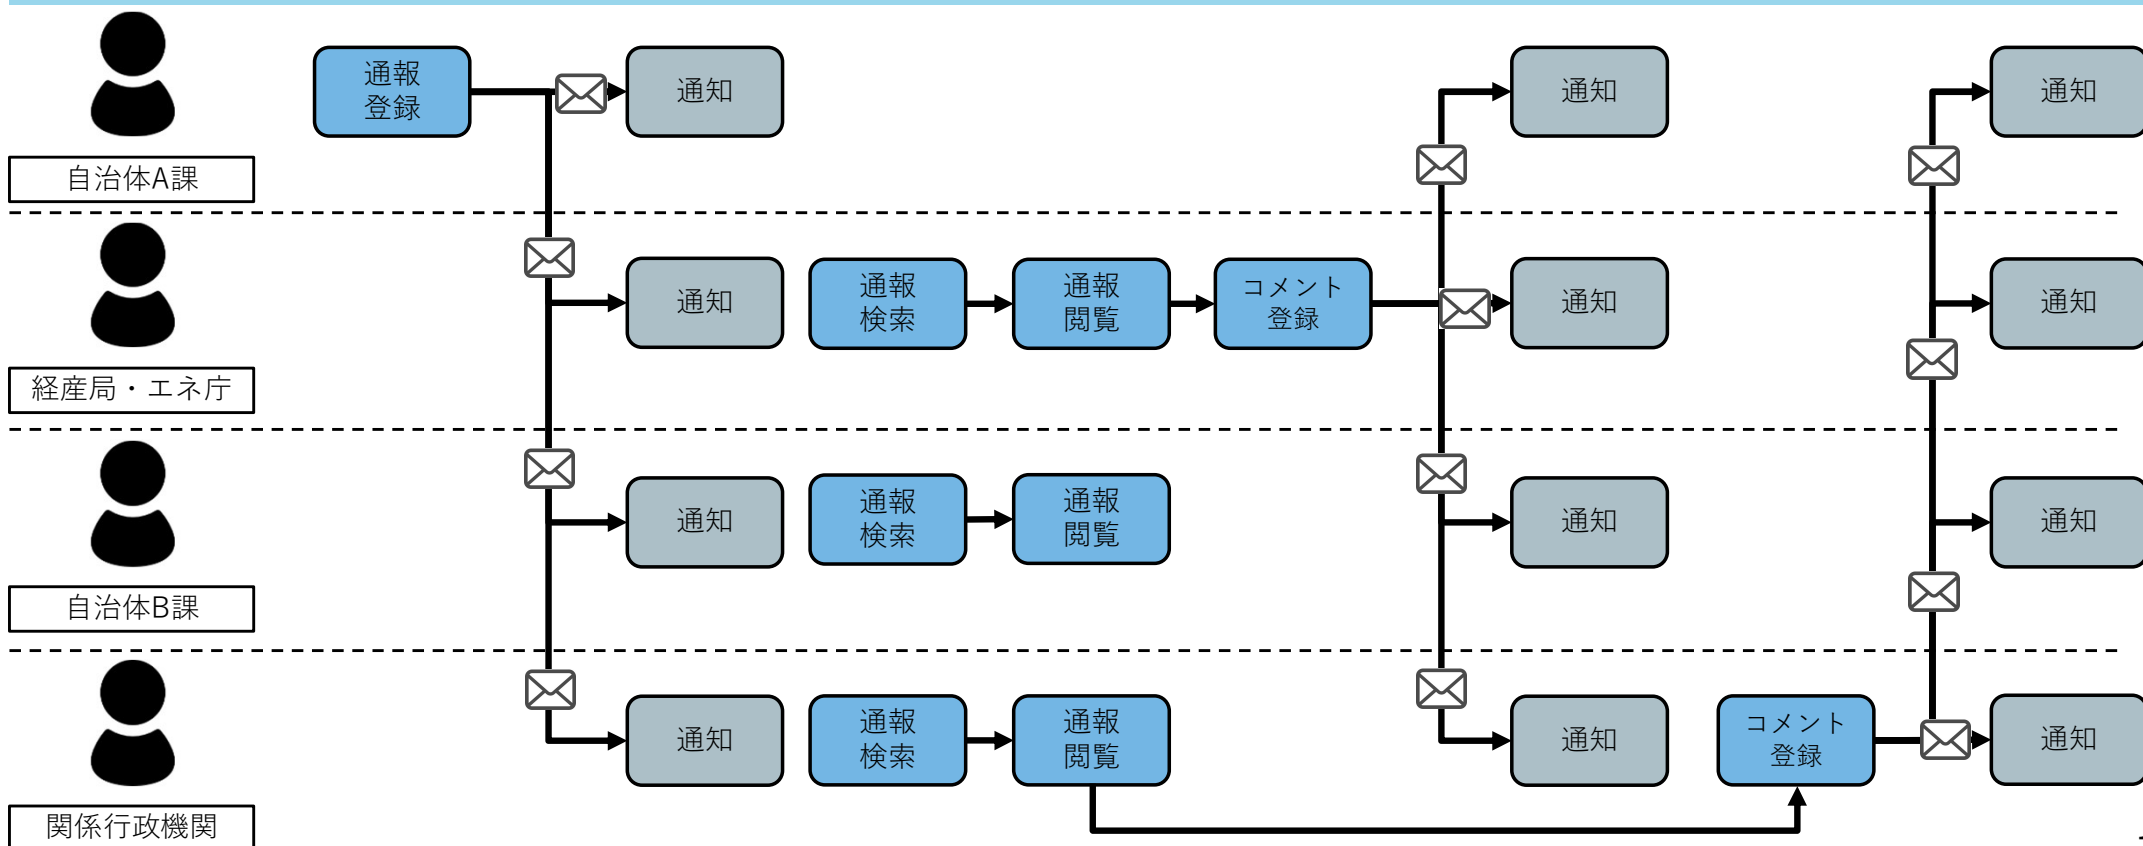 通報
登録
通知
通知
通知
自治体A課
通知
通報
検索
通報
閲覧
コメント
登録
通知
通知
経産局・エネ庁
通知
通報
検索
通報
閲覧
通知
通知
自治体B課
通知
通報
検索
通報
閲覧
通知
コメント
登録
通知
関係行政機関